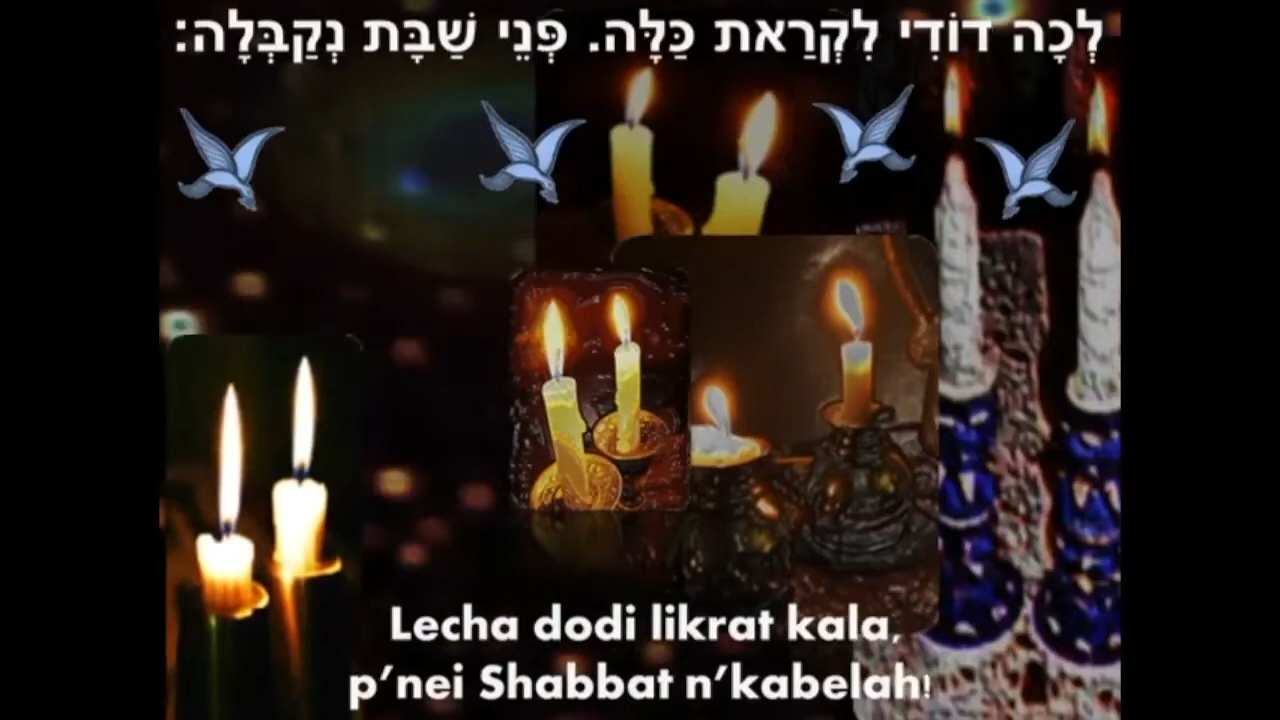 לְכָה דוֹדִי לִקְרַאת כַּלָּה. פְּנֵי שַׁבָּת נְקַבְּלָה:
Lecha dodi likrat kala,
p’nei Shabbat n’kabelah!